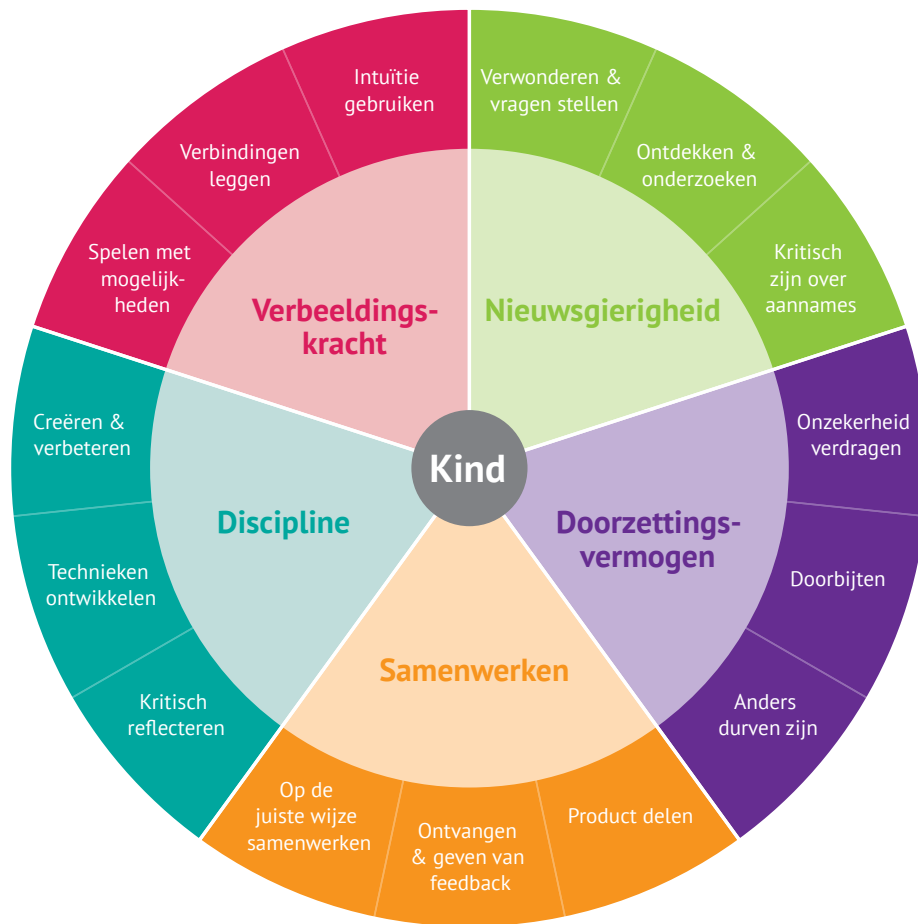 Intuïtie
gebruiken
Verwonderen &
vragen stellen
Verbindingen
leggen
Ontdekken &
onderzoeken
Spelen met
mogelijk-
heden
Kritisch
zijn over
aannames
Verbeeldings-
kracht
Nieuwsgierigheid
Creëren &
verbeteren
Kind
Onzekerheid
verdragen
Discipline
Doorzettings-
vermogen
Technieken
ontwikkelen
Doorbijten
Samenwerken
Kritisch
reflecteren
Anders
durven zijn
Op de
juiste wijze
samenwerken
Ontvangen
& geven van
feedback
Product delen